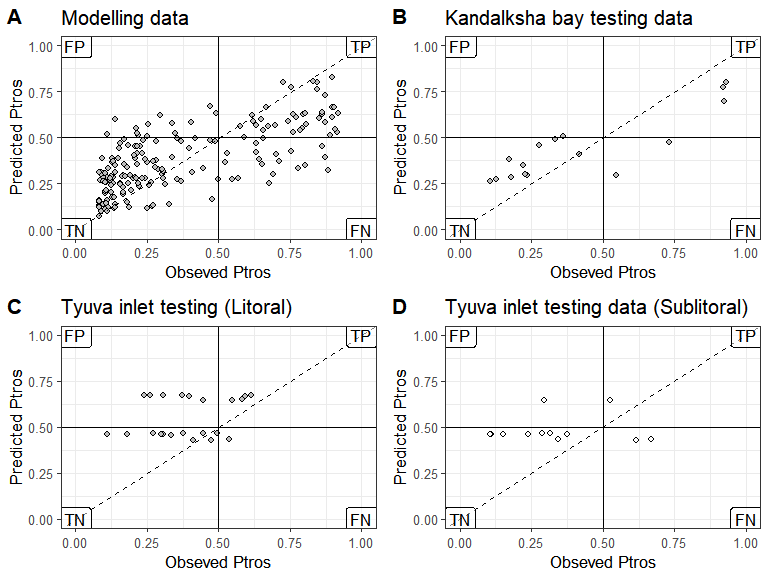 A Modelling data
FP TP
1.00
0.75
0.50
0.25
0.00
Predicted Ptros
TN FN
0.00 0.25 0.50 0.75 1.00
Obseved Ptros
B Kandalksha bay testing data
FP TP
1.00
0.75
0.50
0.25
0.00
Predicted Ptros
TN FN
0.00 0.25 0.50 0.75 1.00
Obseved Ptros
C Tyuva inlet testing (Litoral)
FP TP
1.00
0.75
0.50
0.25
0.00
Predicted Ptros
TN FN
0.00 0.25 0.50 0.75 1.00
Obseved Ptros
D Tyuva inlet testing data (Sublitoral)
FP TP
1.00
0.75
0.50
0.25
0.00
Predicted Ptros
TN FN
0.00 0.25 0.50 0.75 1.00
Obseved Ptros